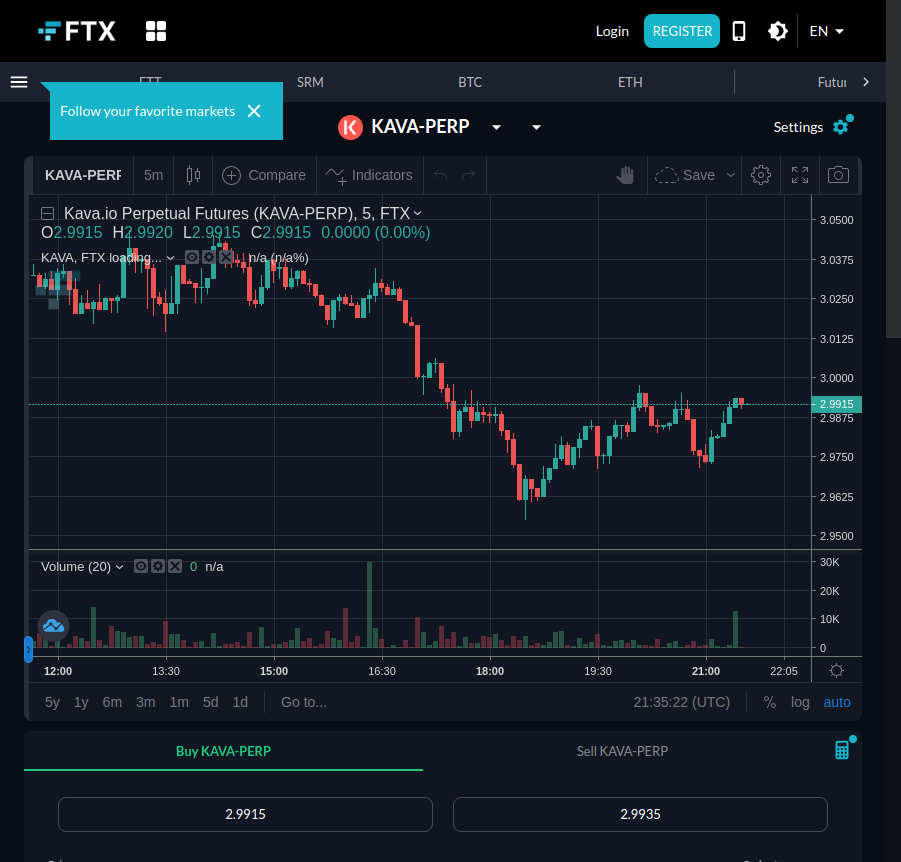 FTX
Login
REGISTER
EN
FTT
SRM
BTC
ETH
Futur
Follow your favorite markets
KAVA-PERP
Settings
KAVA-PERP
5m
Compare
Indicators
Save
Kava.io Perpetual Futures (KAVA-PERP), 5, FTX
O2.9915 H2.9920 L2.9915 C2.9915 0.0000 (0.00%)
KAVA, FTX loading... n/a (n/a%)
3.0500
3.0375
3.0250
3.0125
3.0000
2.9915
2.9875
2.9750
2.9625
2.9500
Volume (20) 0 n/a
30K
20K
10K
0
12:00 13:30 15:00 16:30 18:00 19:30 21:00 22:05
5y 1y 6m 3m 1m 5d 1d Go to... 21:35:22 (UTC) % log auto
Buy KAVA-PERP
Sell KAVA-PERP
2.9915
2.9935